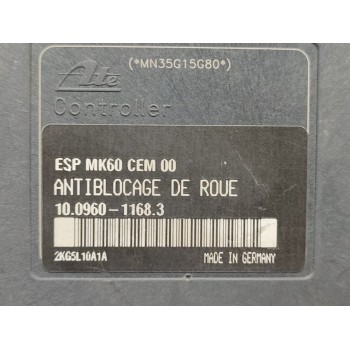 Ate
(*MN35G15G80*)
Controller
ESP MK60 CEM 00
ANTIBLOCAGE DE ROUE
10.0960-1168.3
2KG5L10A1A
MADE IN GERMANY